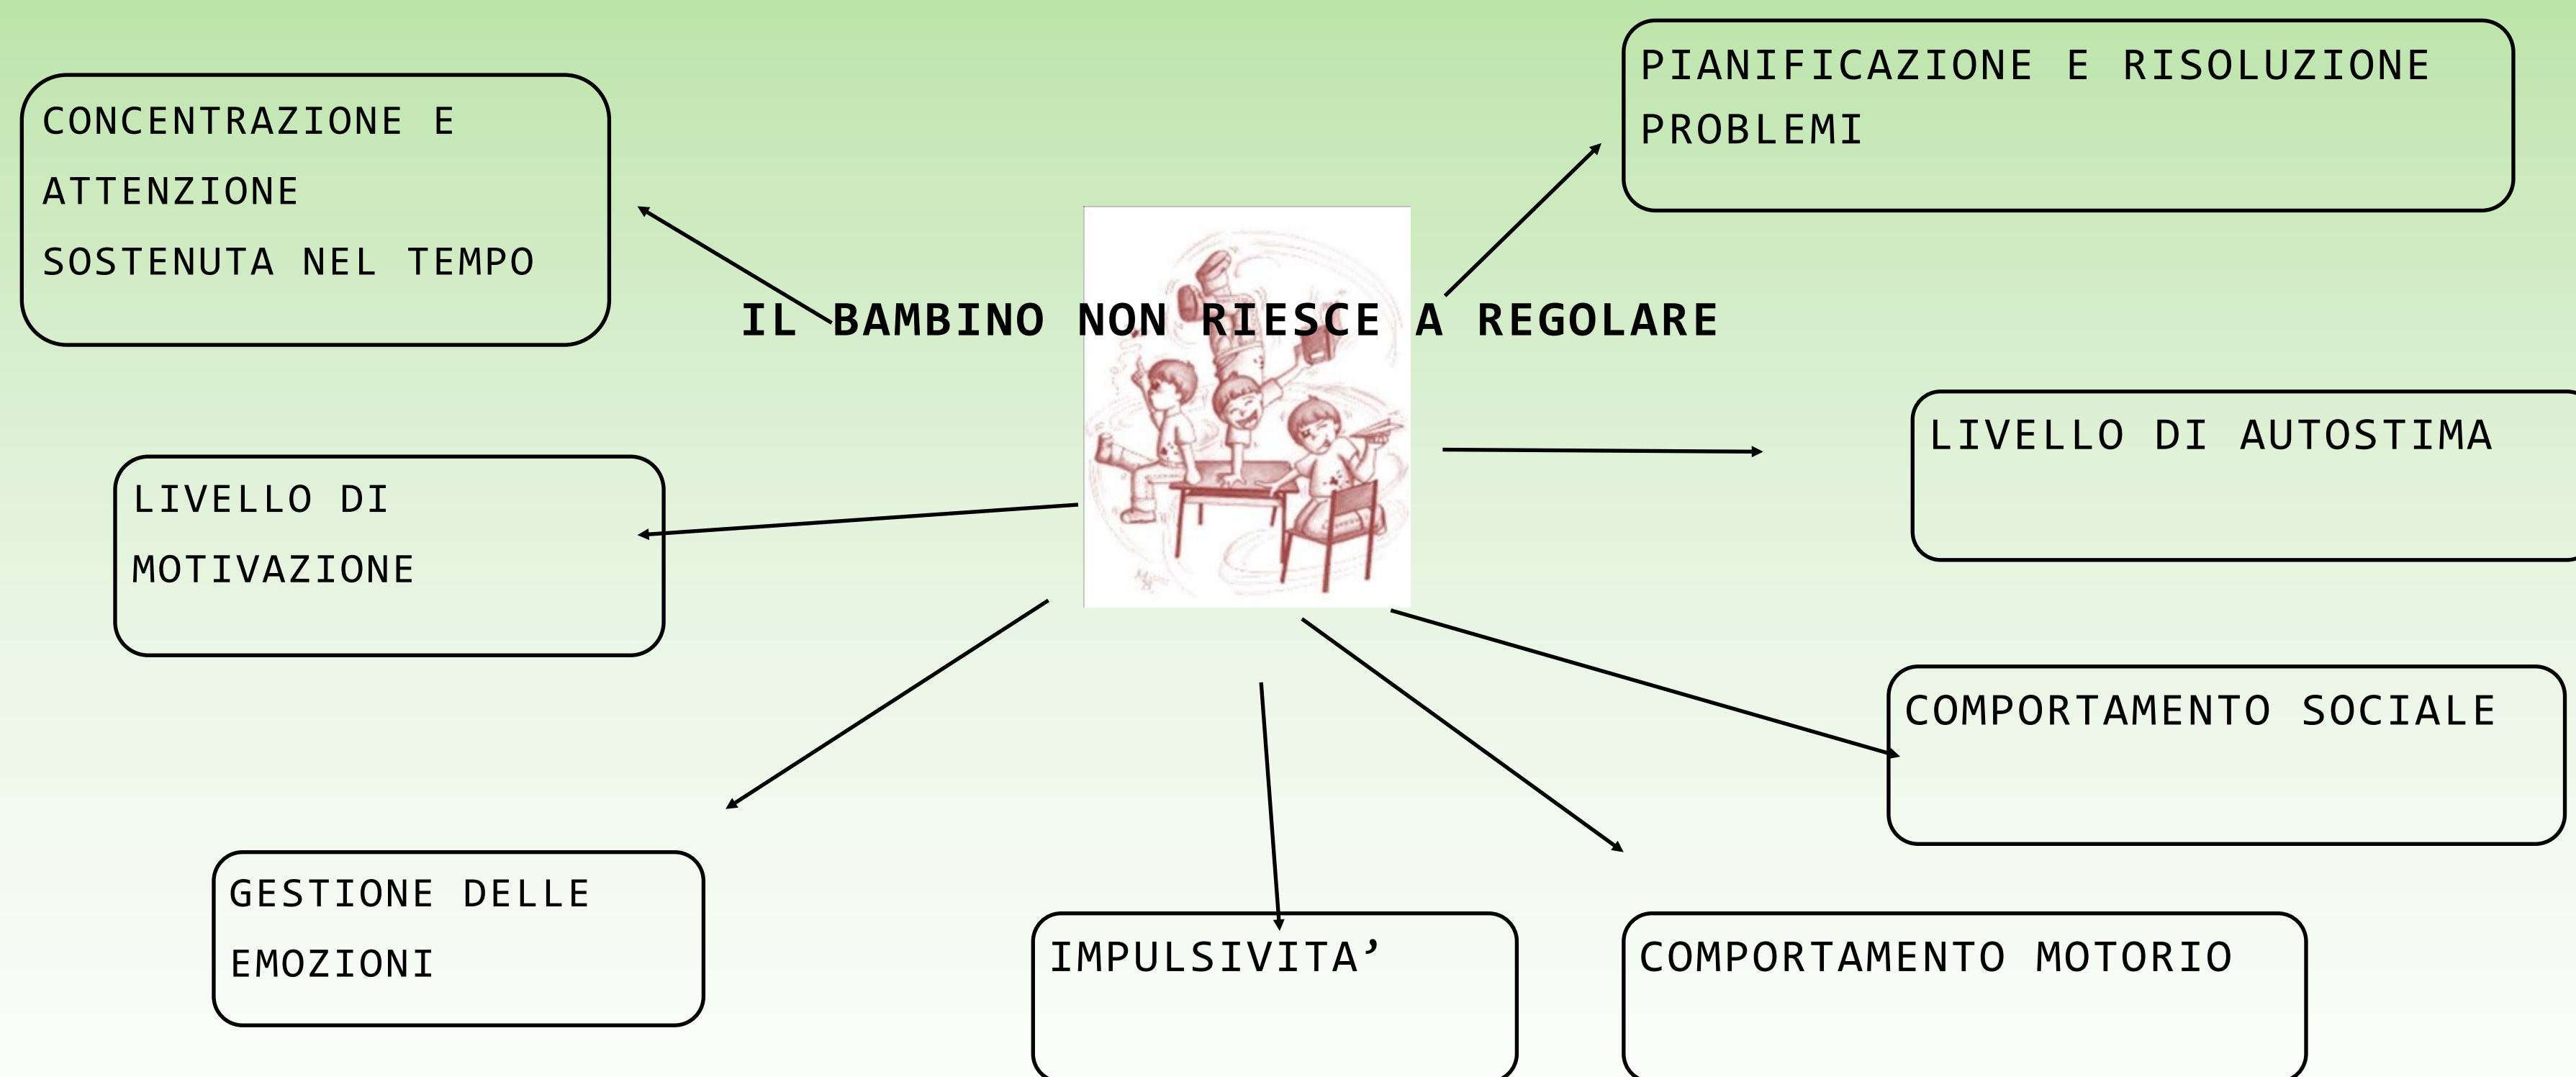 PIANIFICAZIONE E RISOLUZIONE
PROBLEMI
CONCENTRAZIONE E
ATTENZIONE
SOSTENUTA NEL TEMPO
IL BAMBINO NON RIESCE A REGOLARE
LIVELLO DI AUTOSTIMA
LIVELLO DI
MOTIVAZIONE
COMPORTAMENTO SOCIALE
GESTIONE DELLE
EMOZIONI
IMPULSIVITA’
COMPORTAMENTO MOTORIO